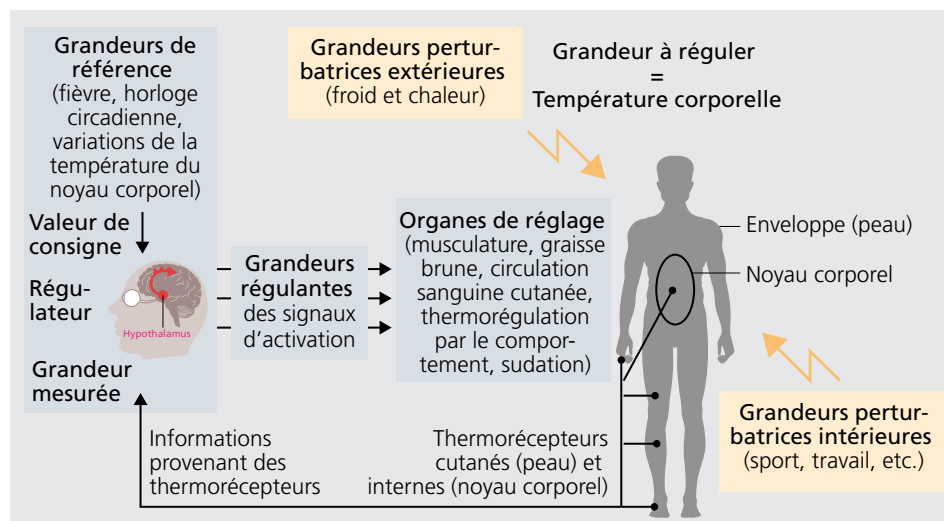 Grandeurs de
référence
(fièvre, horloge
circadienne,
variations de la
température du
noyau corporel)
Valeur de
consigne
Régu-
lateur
Hypothalamus
Grandeur
mesurée
Grandeurs
régulantes
des signaux
d'activation
Organes de réglage
(musculature, graisse
brune, circulation
sanguine cutanée,
thermorégulation
par le compor-
tement, sudation)
Grandeurs pertur-
batrices extérieures
(froid et chaleur)
Grandeur à réguler
=
Température corporelle
Enveloppe (peau)
Noyau corporel
Grandeurs pertur-
batrices intérieures
(sport, travail, etc.)
Informations
provenant des
thermorécepteurs
Thermorécepteurs
cutanés (peau) et
internes (noyau corporel)